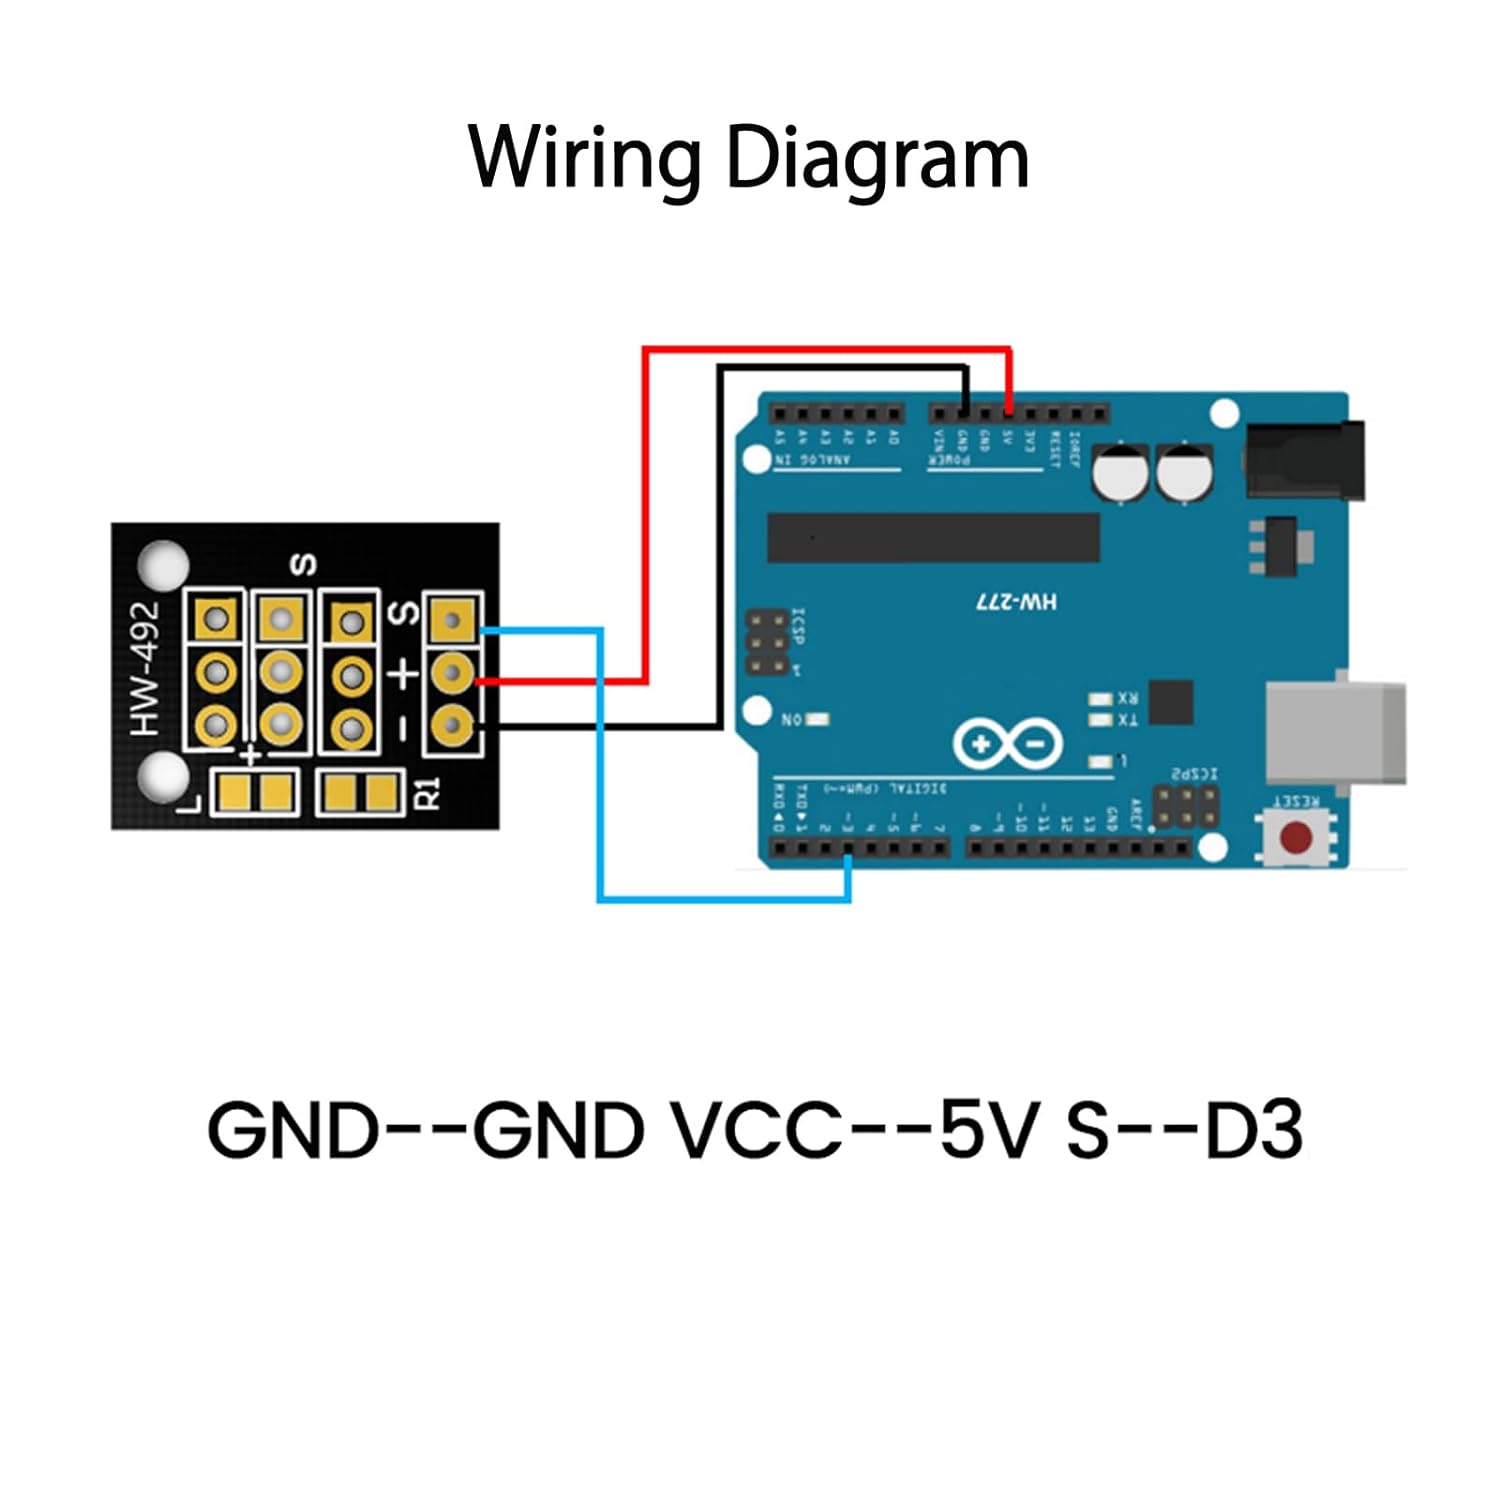 Wiring Diagram
A5 A4 A3 A2 A1 A0
VIN GND GND 5V 3V3 RESET IOREF
ANALOG IN
POWER
S
HW-492
S
+
-
+
L
R1
HW-277
ICSP
ON
RX
TX
L
ICSP2
DIGITAL (PWM=~)
RX0◄0 TX0►1 2 ~3 4 ~5 ~6 7
8 ~9 ~10 ~11 12 13 GND AREF
RESET
GND--GND VCC--5V S--D3